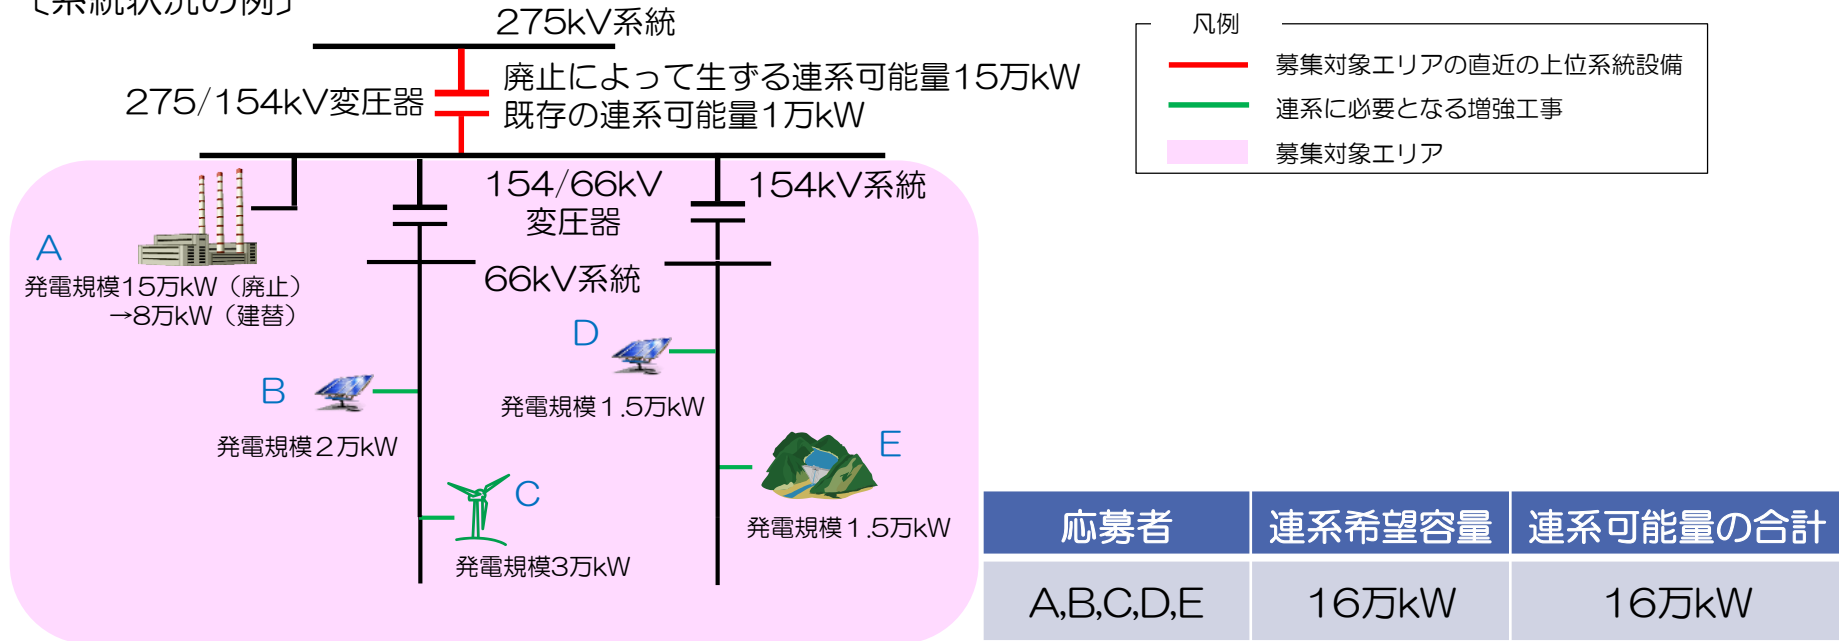 〔系統状況の例〕
275kV系統
廃止によって生ずる連系可能量15万kW
275/154kV変圧器
既存の連系可能量1万kW
凡例
募集対象エリアの直近の上位系統設備
連系に必要となる増強工事
募集対象エリア
154/66kV
変圧器
154kV系統
A
発電規模15万kW（廃止）
→8万kW（建替）
66kV系統
D
B
発電規模1.5万kW
発電規模2万kW
E
C
発電規模1.5万kW
発電規模3万kW
応募者 連系希望容量 連系可能量の合計
A,B,C,D,E 16万kW 16万kW